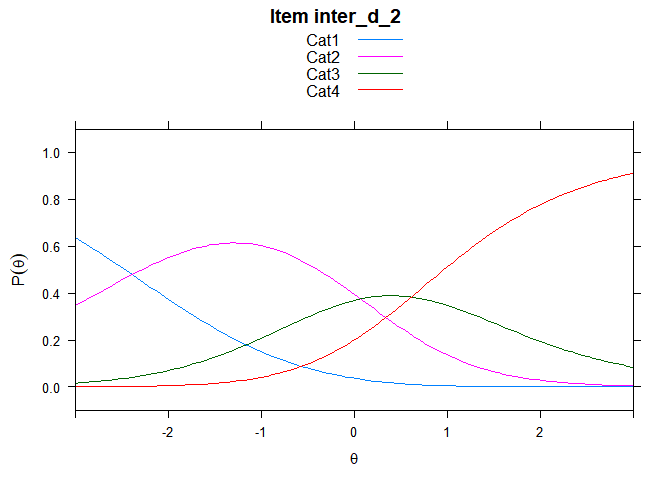 Item inter_d_2
Cat1
Cat2
Cat3
Cat4
P(θ)
1.0
0.8
0.6
0.4
0.2
0.0
-2 -1 0 1 2
θ